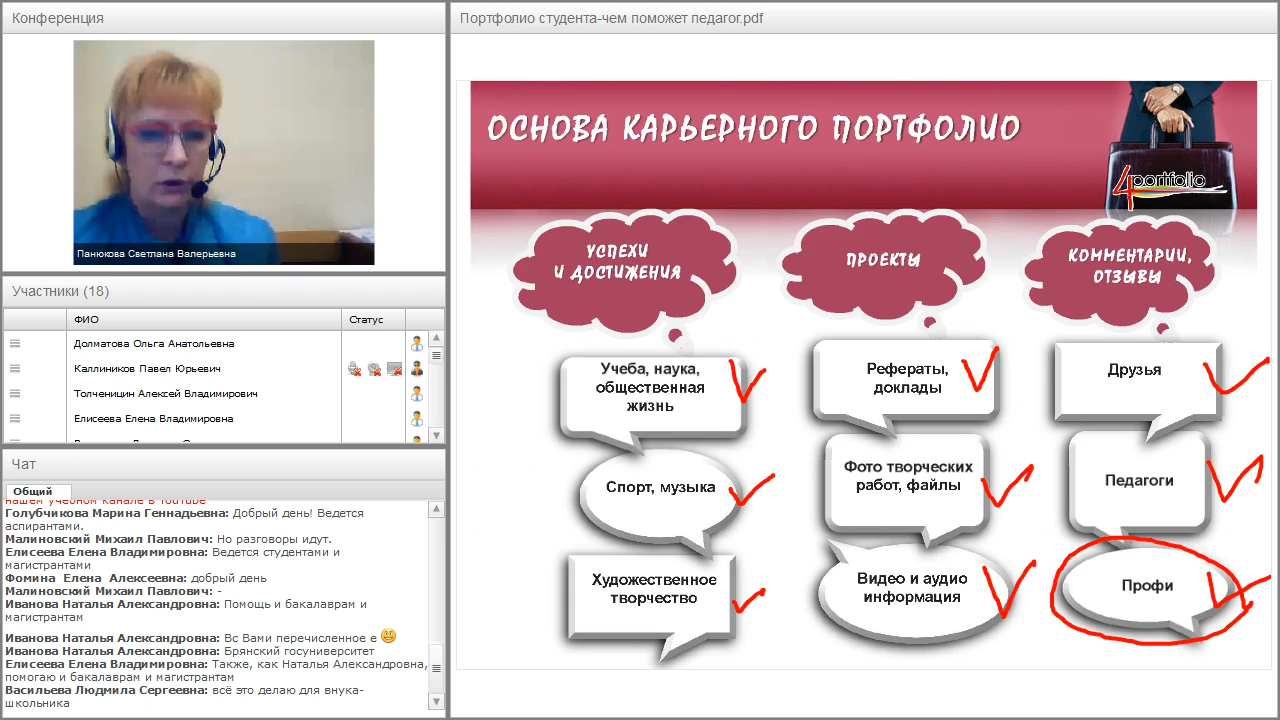 Конференция
Панюкова Светлана Валерьевна
Участники (18)
ФИО
Статус
Долматова Ольга Анатольевна
Каллиников Павел Юрьевич
Толченицин Алексей Владимирович
Елисеева Елена Владимировна
Чат
Общий
нашем учебном канале в Youtube
Голубчикова Марина Геннадьевна: Добрый день! Ведется
аспирантами.
Малиновский Михаил Павлович: Но разговоры идут.
Елисеева Елена Владимировна: Ведется студентами и
магистрантами
Фомина Елена Алексеевна: добрый день
Малиновский Михаил Павлович: -
Иванова Наталья Александровна: Помощь и бакалаврам и
магистрантам
Иванова Наталья Александровна: Вс Вами перечисленное е
Иванова Наталья Александровна: Брянский госуниверситет
Елисеева Елена Владимировна: Также, как Наталья Александровна,
помогаю и бакалаврам и магистрантам
Васильева Людмила Сергеевна: всё это делаю для внука-
школьника
Портфолио студента-чем поможет педагог.pdf
ОСНОВА КАРЬЕРНОГО ПОРТФОЛИО
4portfolio
УСПЕХИ
И ДОСТИЖЕНИЯ
ПРОЕКТЫ
КОММЕНТАРИИ,
ОТЗЫВЫ
Учеба, наука,
общественная
жизнь
Рефераты,
доклады
Друзья
Спорт, музыка
Фото творческих
работ, файлы
Педагоги
Художественное
творчество
Видео и аудио
информация
Профи